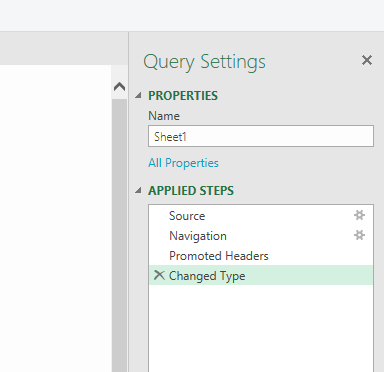 Query Settings
PROPERTIES
Name
Sheet1
All Properties
APPLIED STEPS
Source
Navigation
Promoted Headers
Changed Type